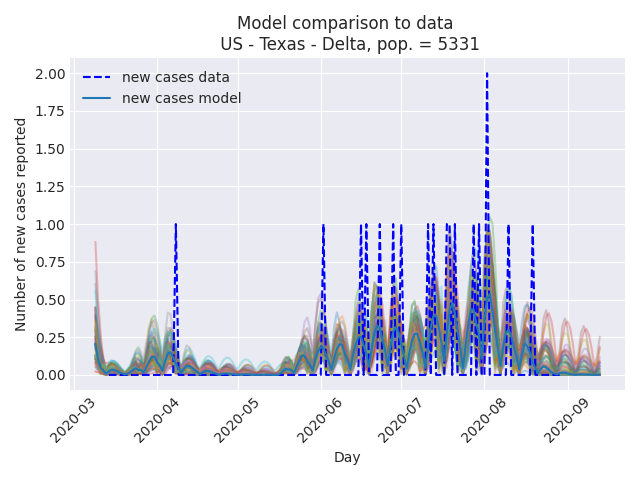 Model comparison to data
US - Texas - Delta, pop. = 5331
new cases data
new cases model
Number of new cases reported
2.00
1.75
1.50
1.25
1.00
0.75
0.50
0.25
0.00
2020-03
2020-04
2020-05
2020-06
2020-07
2020-08
2020-09
Day